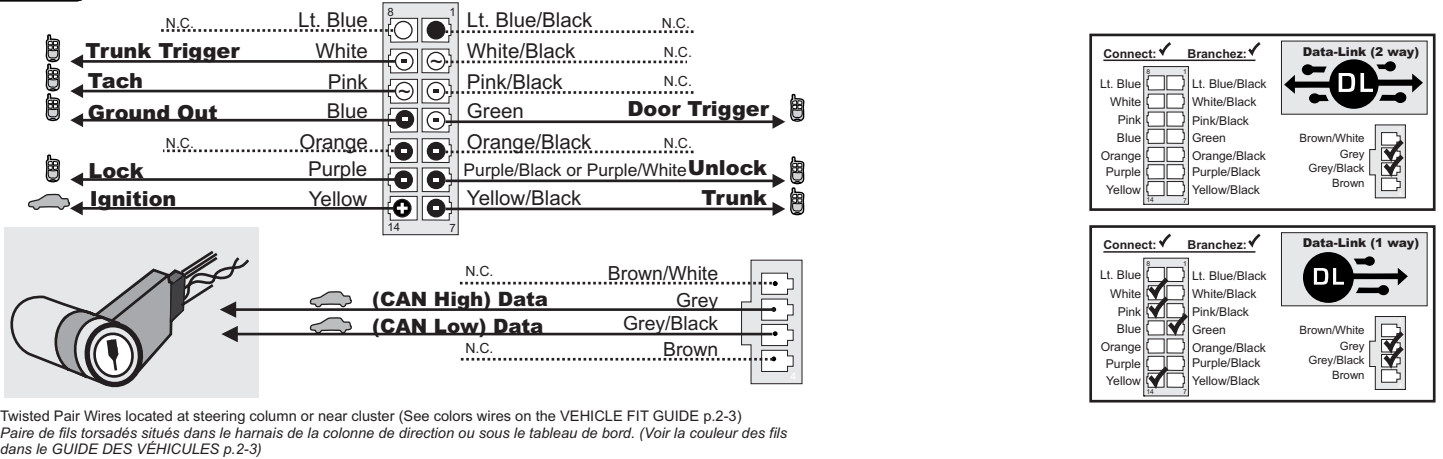 8 1
N.C. Lt. Blue Lt. Blue/Black N.C.
Trunk Trigger White White/Black N.C.
Tach Pink Pink/Black N.C.
Ground Out Blue Green Door Trigger
N.C. Orange Orange/Black N.C.
Lock Purple Purple/Black or Purple/White Unlock
Ignition Yellow Yellow/Black Trunk
14 7
N.C. Brown/White
(CAN High) Data Grey
(CAN Low) Data Grey/Black
N.C. Brown
4
Twisted Pair Wires located at steering column or near cluster (See colors wires on the VEHICLE FIT GUIDE p.2-3)
Paire de fils torsadés situés dans le harnais de la colonne de direction ou sous le tableau de bord. (Voir la couleur des fils
dans le GUIDE DES VÉHICULES p.2-3)
Connect: Branchez: Data-Link (2 way)
8 1
DL
Lt. Blue Lt. Blue/Black
White White/Black
Pink Pink/Black
Blue Green
Orange Orange/Black
Purple Purple/Black
Yellow Yellow/Black
14 7
Brown/White
Grey
Grey/Black
Brown
Connect: Branchez: Data-Link (1 way)
8 1
DL
Lt. Blue Lt. Blue/Black
White White/Black
Pink Pink/Black
Blue Green
Orange Orange/Black
Purple Purple/Black
Yellow Yellow/Black
14 7
Brown/White
Grey
Grey/Black
Brown